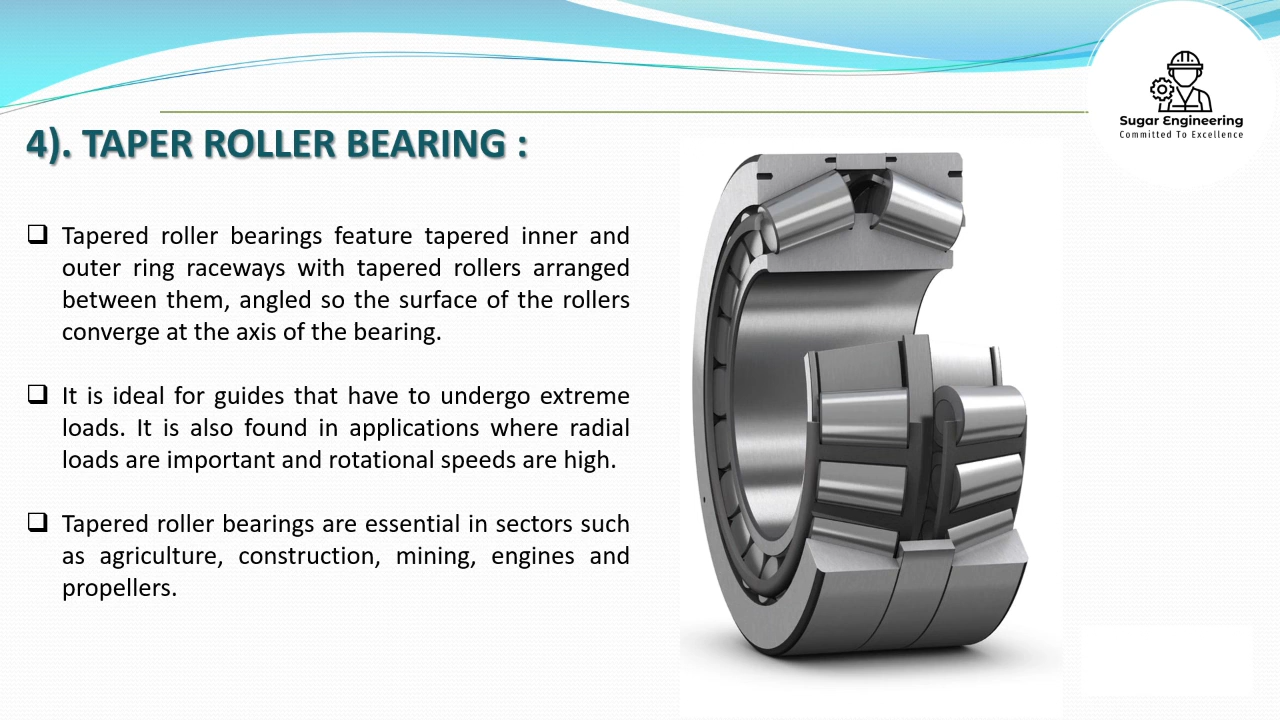 Sugar Engineering
Committed To Excellence
4). TAPER ROLLER BEARING :
Tapered roller bearings feature tapered inner and
outer ring raceways with tapered rollers arranged
between them, angled so the surface of the rollers
converge at the axis of the bearing.
It is ideal for guides that have to undergo extreme
loads. It is also found in applications where radial
loads are important and rotational speeds are high.
Tapered roller bearings are essential in sectors such
as agriculture, construction, mining, engines and
propellers.